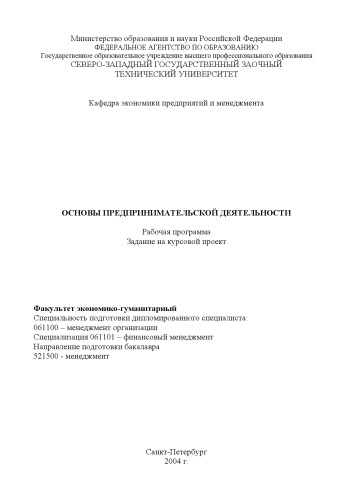 Министерство образования и науки Российской Федерации
ФЕДЕРАЛЬНОЕ АГЕНТСТВО ПО ОБРАЗОВАНИЮ
Государственное образовательное учреждение высшего профессионального образования
СЕВЕРО-ЗАПАДНЫЙ ГОСУДАРСТВЕННЫЙ ЗАОЧНЫЙ
ТЕХНИЧЕСКИЙ УНИВЕРСИТЕТ
Кафедра экономики предприятий и менеджмента
ОСНОВЫ ПРЕДПРИНИМАТЕЛЬСКОЙ ДЕЯТЕЛЬНОСТИ
Рабочая программа
Задание на курсовой проект
Факультет экономико-гуманитарный
Специальность подготовки дипломированного специалиста:
061100 – менеджмент организации
Специализация 061101 – финансовый менеджмент
Направление подготовки бакалавра
521500 - менеджмент
Санкт-Петербург
2004 г.